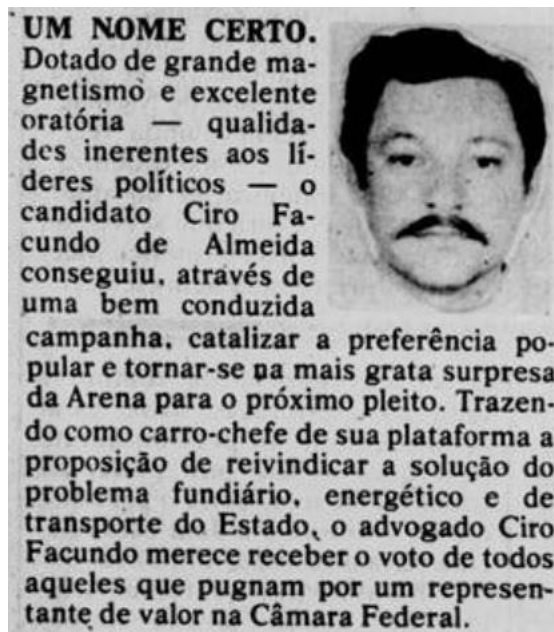 UM NOME CERTO.
Dotado de grande ma-
gnetismo e excelente
oratória — qualida-
des inerentes aos lí-
deres políticos — o
candidato Ciro Fa-
cundo de Almeida
conseguiu, através de
uma bem conduzida
campanha, catalizar a preferência po-
pular e tornar-se na mais grata surpresa
da Arena para o próximo pleito. Trazen-
do como carro-chefe de sua plataforma a
proposição de reivindicar a solução do
problema fundiário, energético e de
transporte do Estado, o advogado Ciro
Facundo merece receber o voto de todos
aqueles que pugnam por um represen-
tante de valor na Câmara Federal.